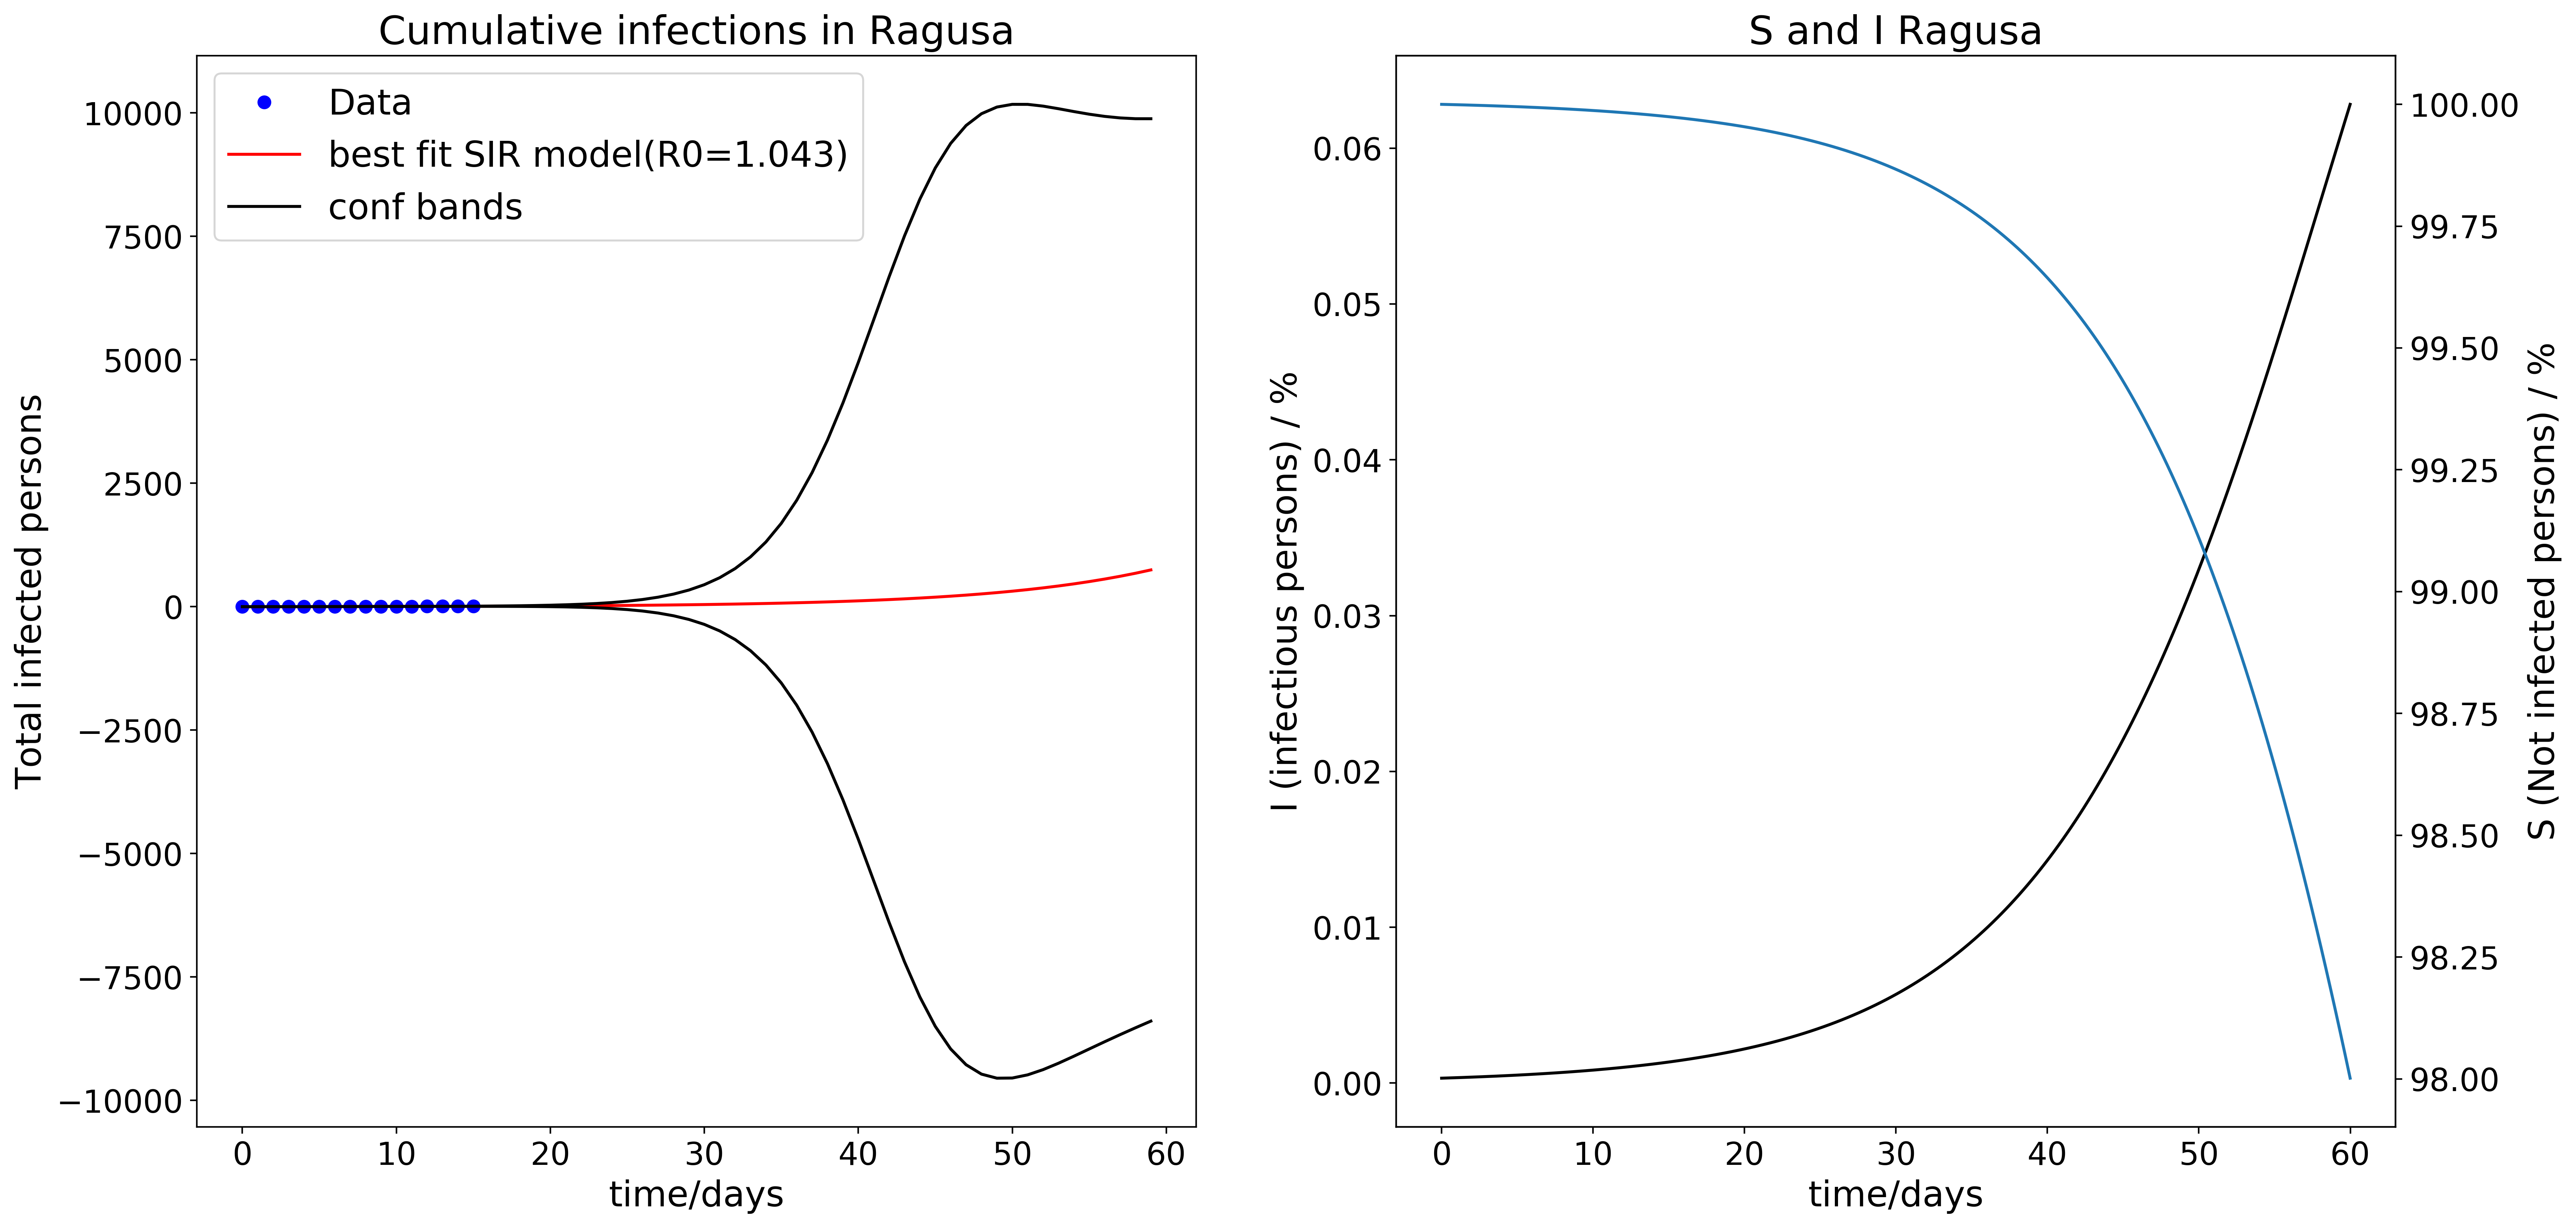 Cumulative infections in Ragusa
Data
best fit SIR model(R0=1.043)
conf bands
10000
7500
5000
2500
0
−2500
−5000
−7500
−10000
Total infected persons
0 10 20 30 40 50 60
time/days
S and I Ragusa
0.06
0.05
0.04
0.03
0.02
0.01
0.00
I (infectious persons) / %
100.00
99.75
99.50
99.25
99.00
98.75
98.50
98.25
98.00
S (Not infected persons) / %
0 10 20 30 40 50 60
time/days